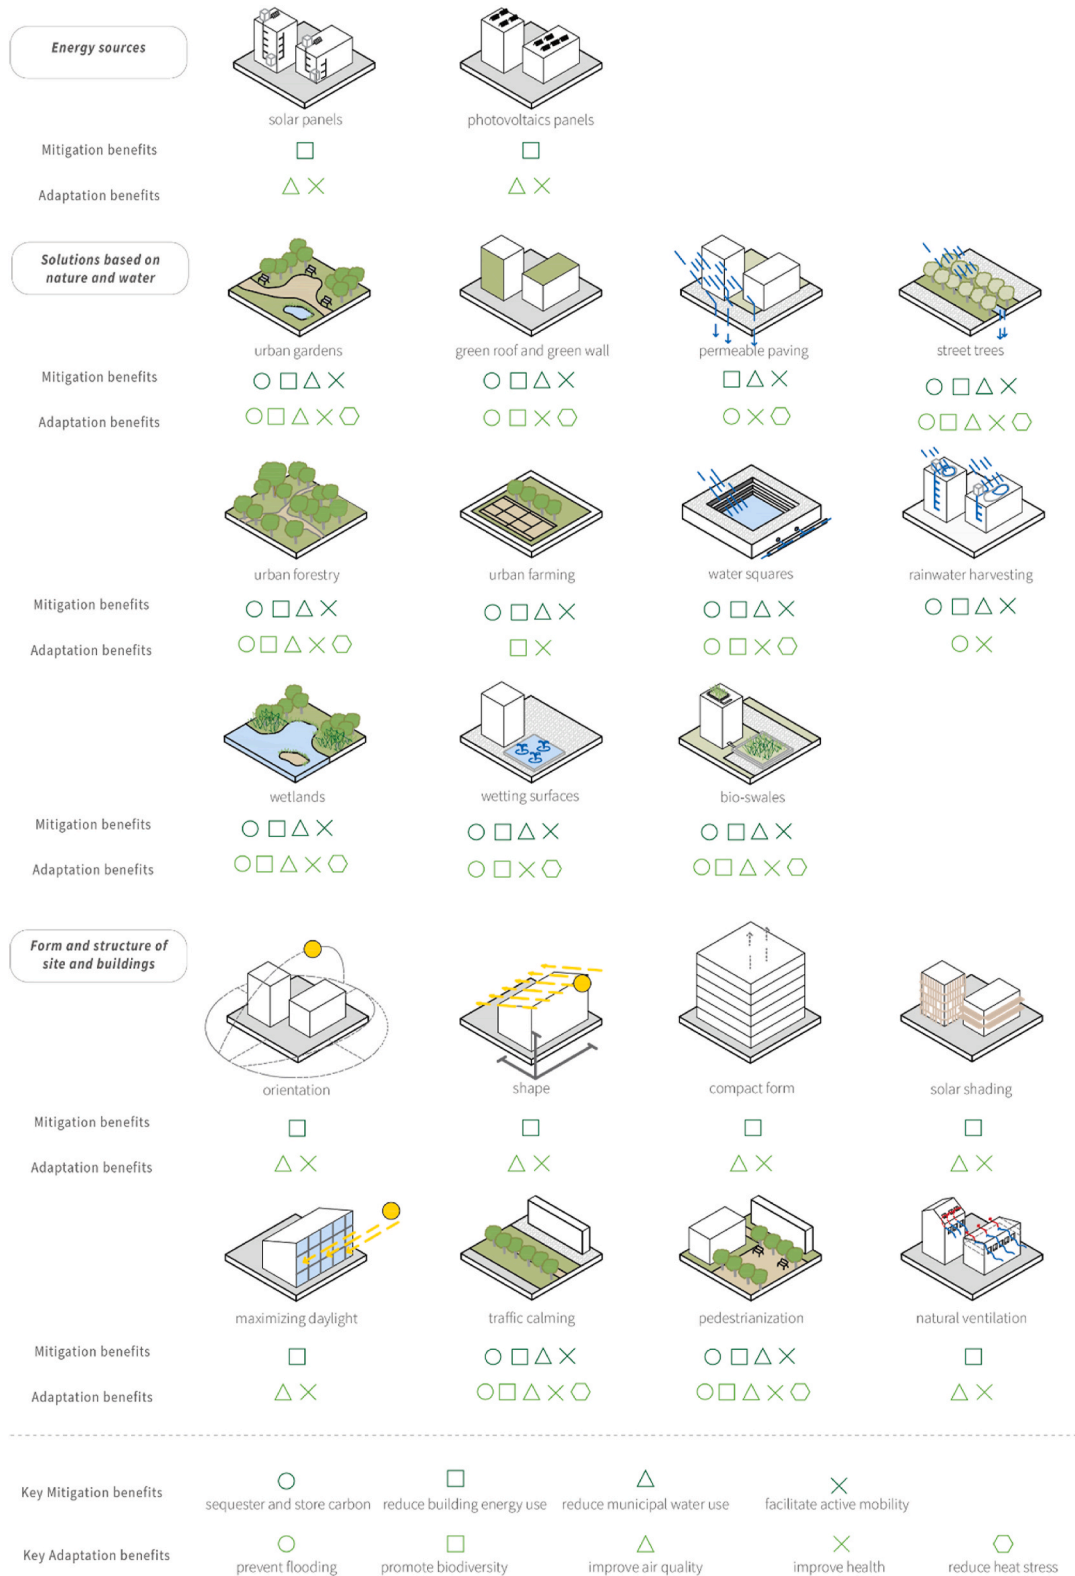 Energy sources
solar panels
photovoltaics panels
Mitigation benefits
Adaptation benefits
Solutions based on
nature and water
urban gardens
green roof and green wall
permeable paving
street trees
Mitigation benefits
Adaptation benefits
urban forestry
urban farming
water squares
rainwater harvesting
Mitigation benefits
Adaptation benefits
wetlands
wetting surfaces
bio-swales
Mitigation benefits
Adaptation benefits
Form and structure of
site and buildings
orientation
shape
compact form
solar shading
Mitigation benefits
Adaptation benefits
maximizing daylight
traffic calming
pedestrianization
natural ventilation
Mitigation benefits
Adaptation benefits
Key Mitigation benefits
sequester and store carbon
reduce building energy use
reduce municipal water use
facilitate active mobility
Key Adaptation benefits
prevent flooding
promote biodiversity
improve air quality
improve health
reduce heat stress